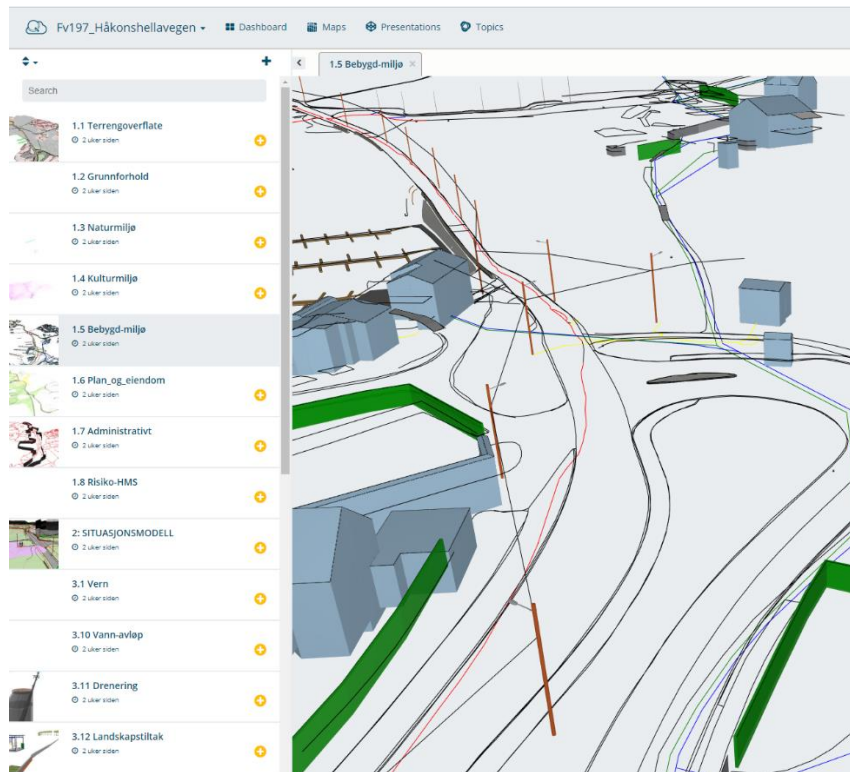 Fv197_Håkonshellavegen
Dashboard
Maps
Presentations
Topics
1.5 Bebygd-miljø ×
Search
1.1 Terrengoverflate
2 uker siden
1.2 Grunnforhold
2 uker siden
1.3 Naturmiljø
2 uker siden
1.4 Kulturmiljø
2 uker siden
1.5 Bebygd-miljø
2 uker siden
1.6 Plan_og_eiendom
2 uker siden
1.7 Administrativt
2 uker siden
1.8 Risiko-HMS
2 uker siden
2: SITUASJONSMODELL
2 uker siden
3.1 Vern
2 uker siden
3.10 Vann-avløp
2 uker siden
3.11 Drenering
2 uker siden
3.12 Landskapstiltak
2 uker siden